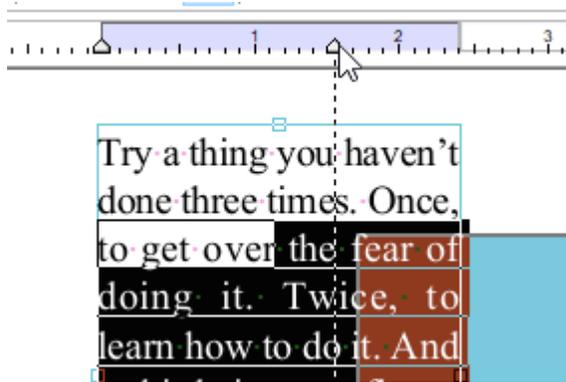 1 2 3
Try a thing you haven't
done three times. Once,
to get over the fear of
doing it. Twice, to
learn how to do it. And